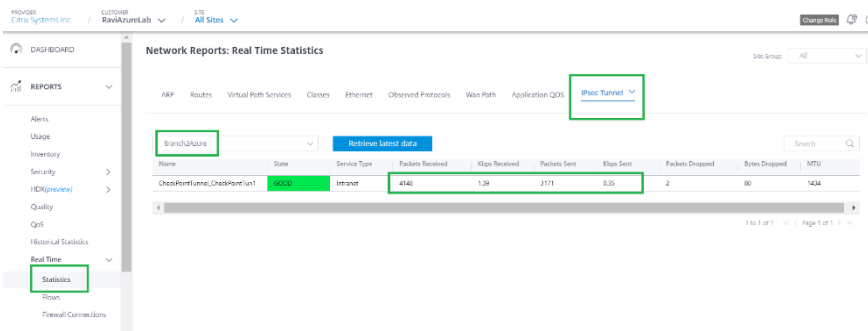 PROVIDER
Citrix Systems Inc
/
CUSTOMER
RaviAzureLab
/
SITE
All Sites
Change Role
DASHBOARD
Network Reports: Real Time Statistics
Site Group:
All
REPORTS
ARP Routes Virtual Path Services Classes Ethernet Observed Protocols Wan Path Application QOS IPsec Tunnel
Alerts
Usage
Inventory
Security
HDX(preview)
Quality
QoS
Historical Statistics
Real Time
Statistics
Flows
Firewall Connections
Branch2Azure
Retrieve latest data
Search
Name State Service Type Packets Received Kbps Received Packets Sent Kbps Sent Packets Dropped Bytes Dropped MTU
CheckPointTunnel_CheckPointTun1 GOOD Intranet 4148 1.39 3171 0.35 2 80 1434
1 to 1 of 1 Page 1 of 1